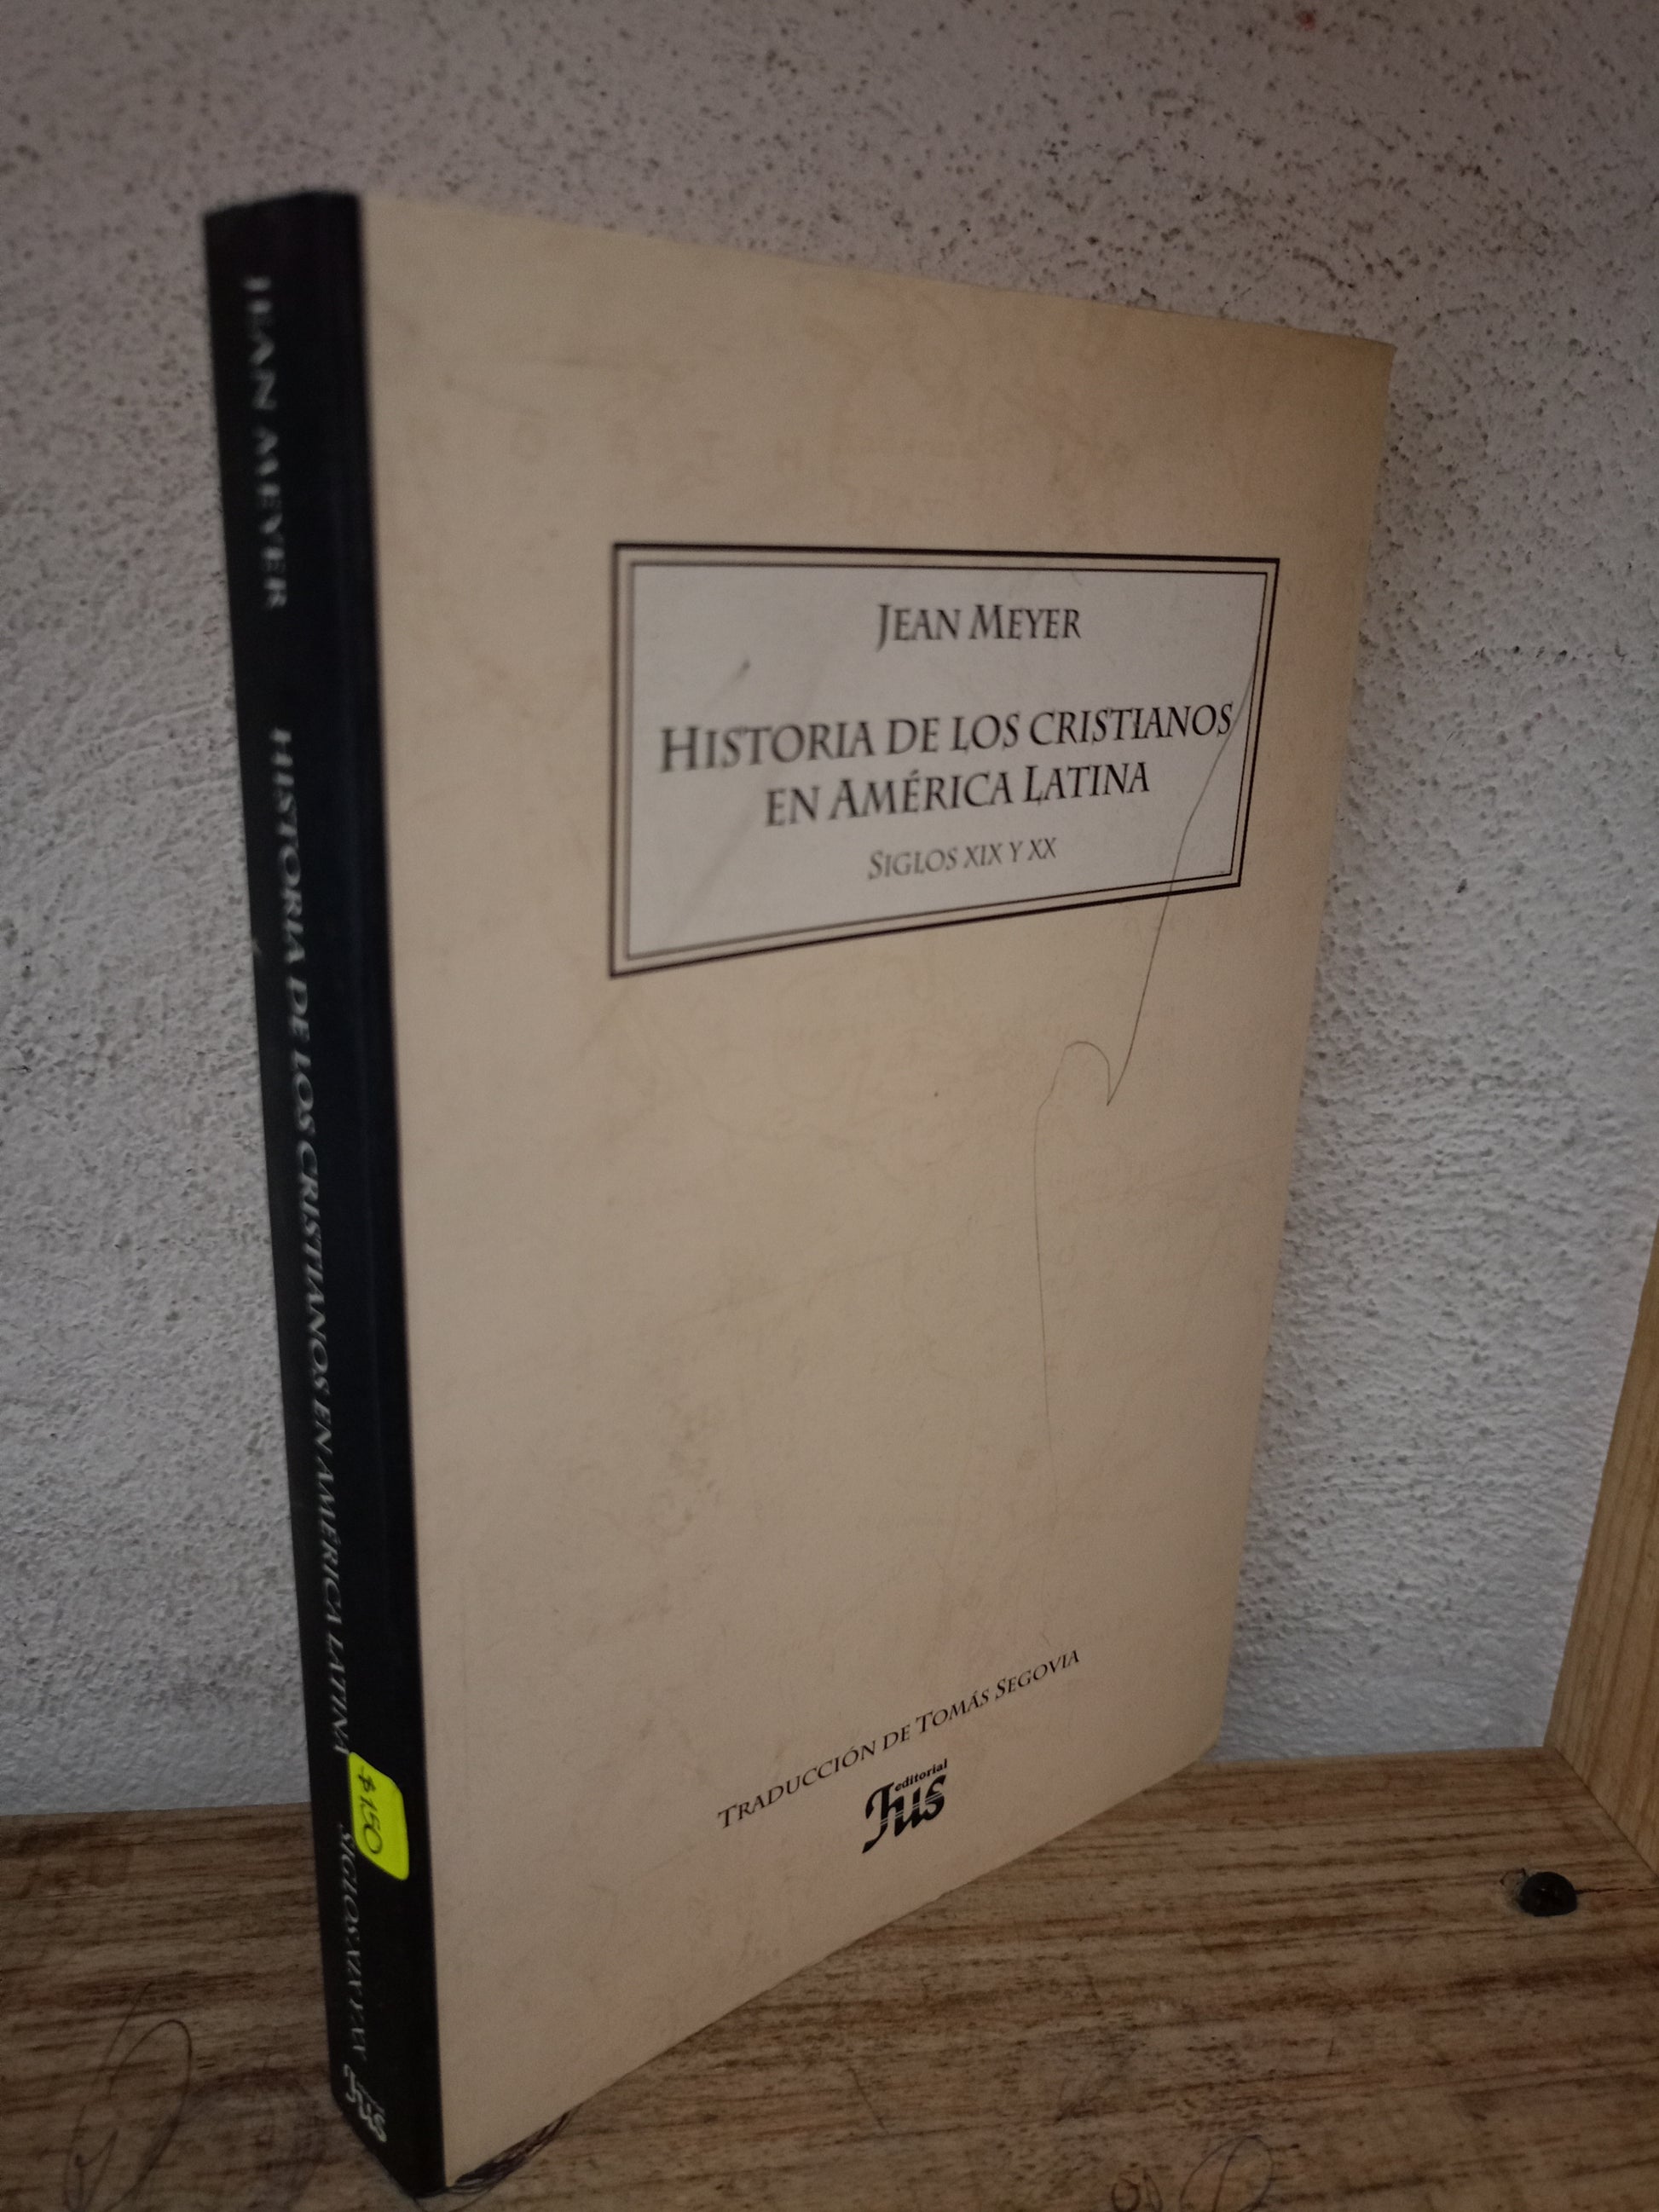 JEAN MEYER
HISTORIA DE LOS CRISTIANOS EN AMÉRICA LATINA
SIGLOS XIX Y XX
Jus
$150
JEAN MEYER
HISTORIA DE LOS CRISTIANOS
EN AMÉRICA LATINA
SIGLOS XIX Y XX
TRADUCCIÓN DE TOMÁS SEGOVIA
editorial
Jus